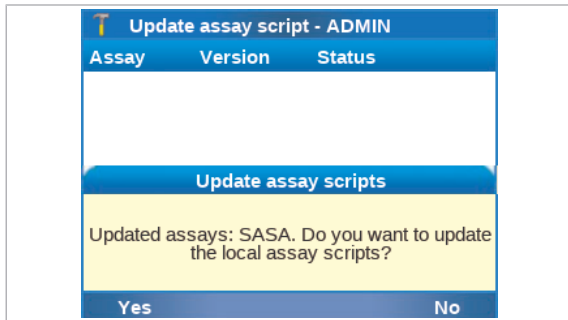 Update assay script - ADMIN
Assay Version Status
Update assay scripts
Updated assays: SASA. Do you want to update
the local assay scripts?
Yes No